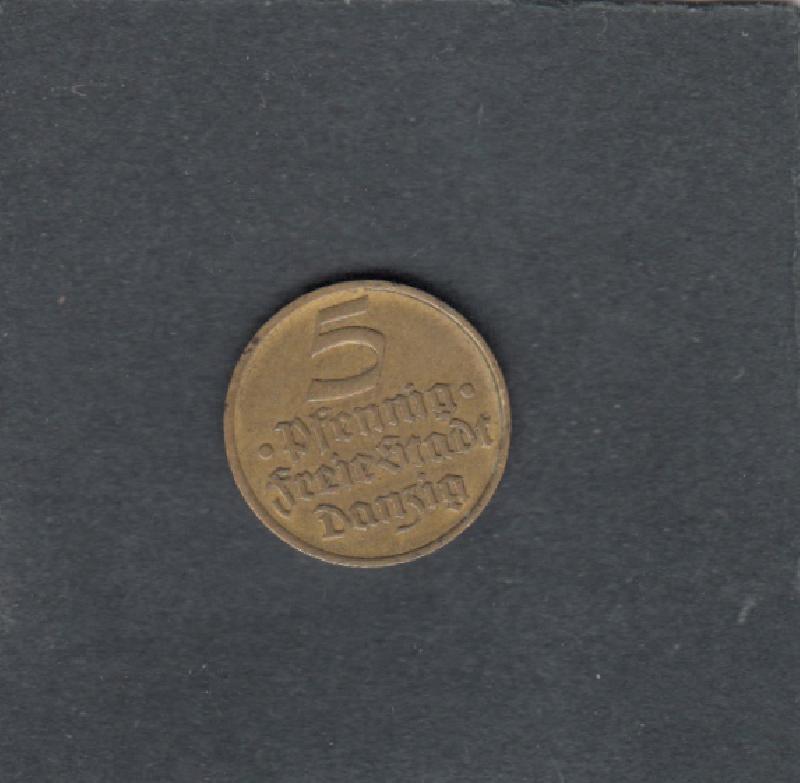 5
· Pfennig ·
Freie Stadt
Danzig